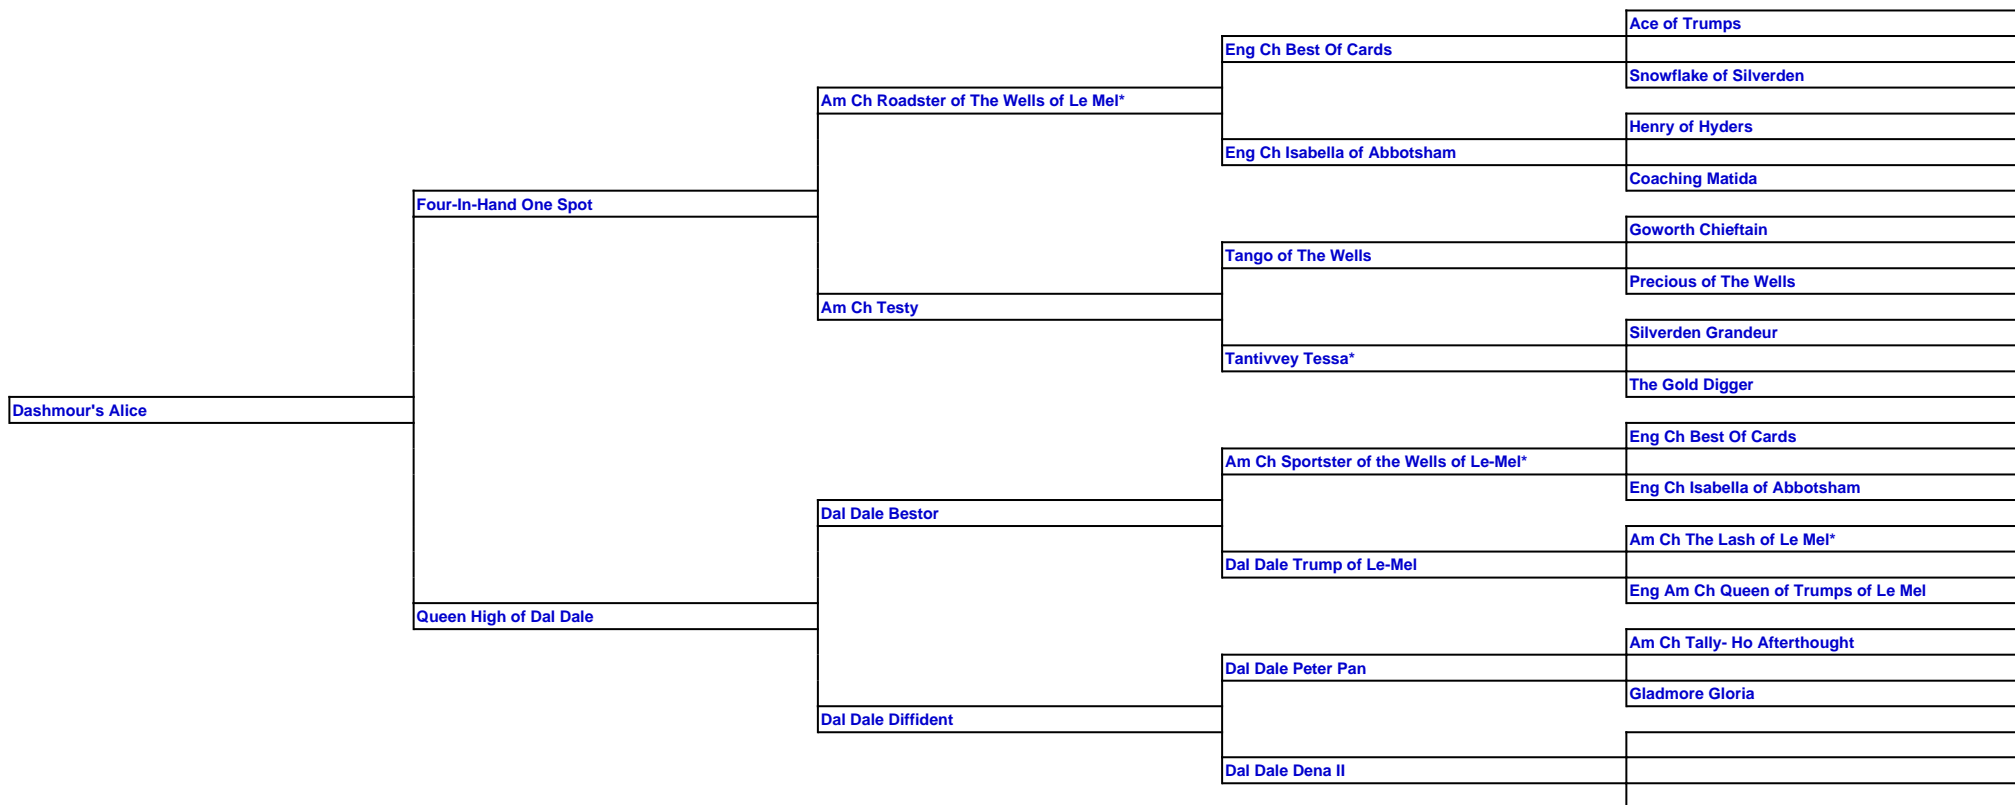 Ace of Trumps
Eng Ch Best Of Cards
Snowflake of Silverden
Am Ch Roadster of The Wells of Le Mel*
Henry of Hyders
Eng Ch Isabella of Abbotsham
Coaching Matida
Four-In-Hand One Spot
Goworth Chieftain
Tango of The Wells
Precious of The Wells
Am Ch Testy
Silverden Grandeur
Tantivvey Tessa*
The Gold Digger
Dashmour's Alice
Eng Ch Best Of Cards
Am Ch Sportster of the Wells of Le-Mel*
Eng Ch Isabella of Abbotsham
Dal Dale Bestor
Am Ch The Lash of Le Mel*
Dal Dale Trump of Le-Mel
Eng Am Ch Queen of Trumps of Le Mel
Queen High of Dal Dale
Am Ch Tally- Ho Afterthought
Dal Dale Peter Pan
Gladmore Gloria
Dal Dale Diffident
Dal Dale Dena II